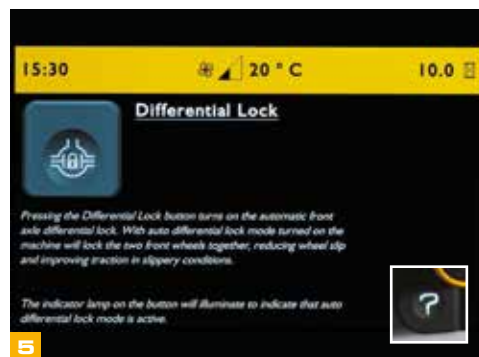 15:30 20 ° C 10.0
Differential Lock
Pressing the Differential Lock button turns on the automatic front
axle differential lock. With auto differential lock mode turned on the
machine will lock the two front wheels together, reducing wheel slip
and improving traction in slippery conditions.
The indicator lamp on the button will illuminate to indicate that auto
differential lock mode is active.
?
5